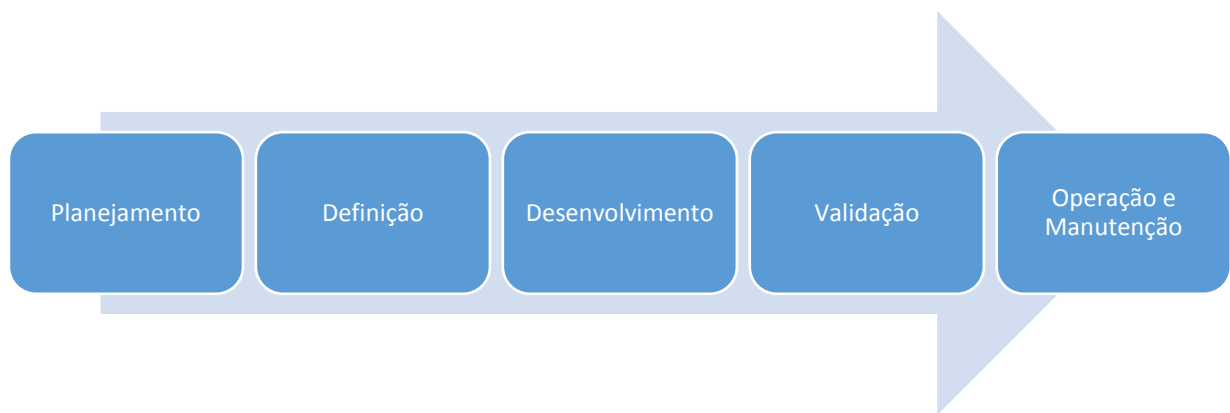 Planejamento
Definição
Desenvolvimento
Validação
Operação e
Manutenção